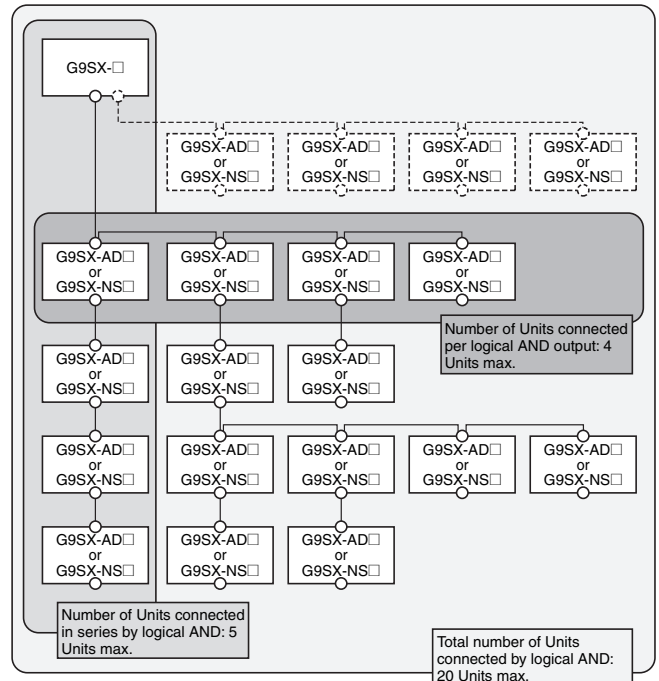 G9SX-□
G9SX-AD□
or
G9SX-NS□
G9SX-AD□
or
G9SX-NS□
G9SX-AD□
or
G9SX-NS□
G9SX-AD□
or
G9SX-NS□
G9SX-AD□
or
G9SX-NS□
G9SX-AD□
or
G9SX-NS□
G9SX-AD□
or
G9SX-NS□
G9SX-AD□
or
G9SX-NS□
Number of Units connected
per logical AND output: 4
Units max.
G9SX-AD□
or
G9SX-NS□
G9SX-AD□
or
G9SX-NS□
G9SX-AD□
or
G9SX-NS□
G9SX-AD□
or
G9SX-NS□
G9SX-AD□
or
G9SX-NS□
G9SX-AD□
or
G9SX-NS□
G9SX-AD□
or
G9SX-NS□
G9SX-AD□
or
G9SX-NS□
G9SX-AD□
or
G9SX-NS□
G9SX-AD□
or
G9SX-NS□
G9SX-AD□
or
G9SX-NS□
Number of Units connected
in series by logical AND: 5
Units max.
Total number of Units
connected by logical AND:
20 Units max.